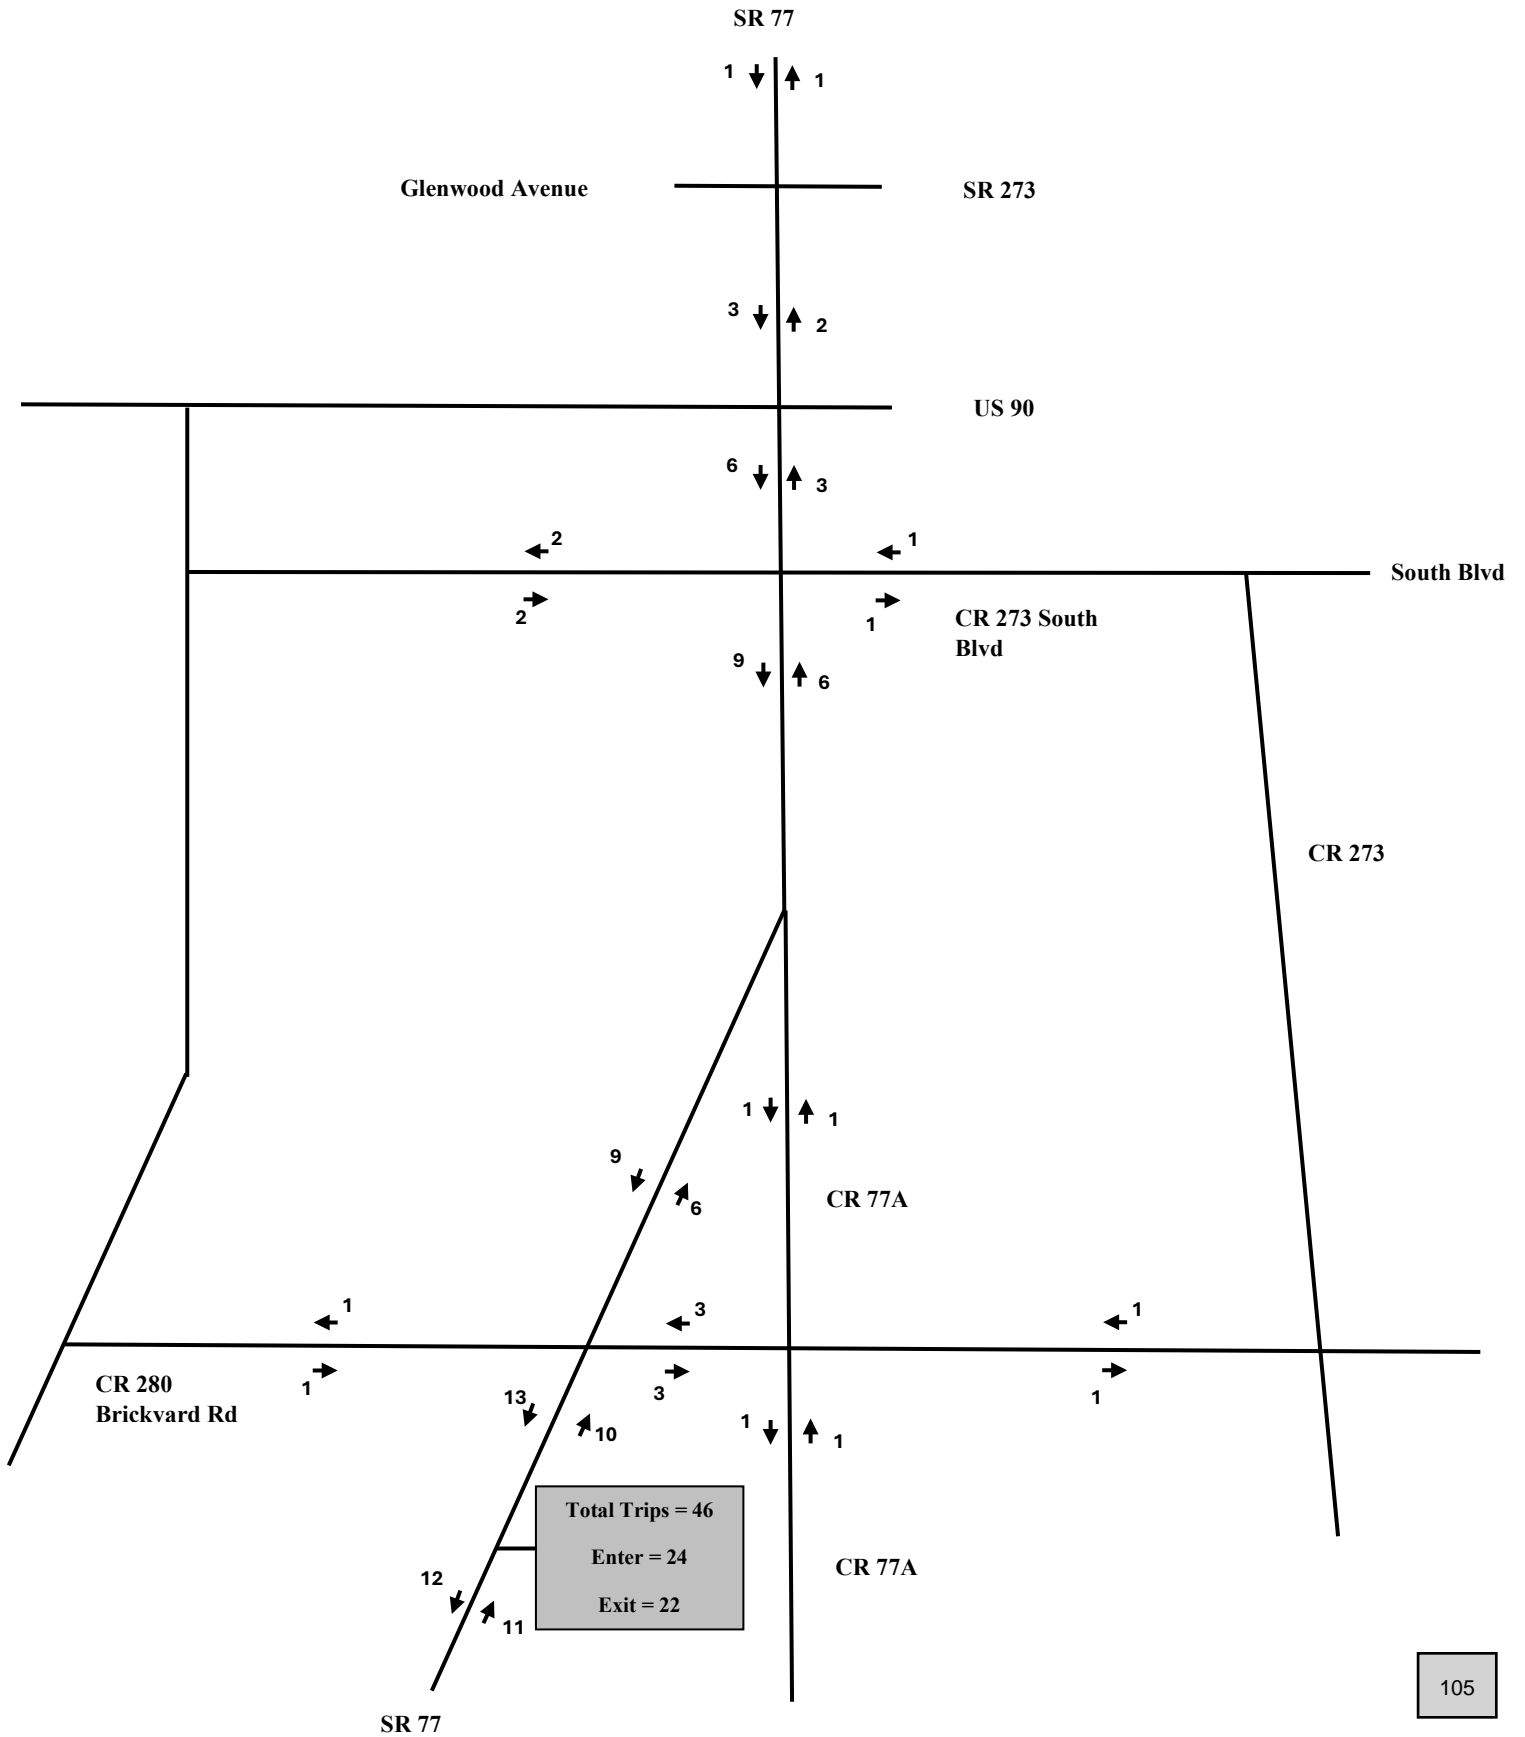 SR 77
1
1
Glenwood Avenue
SR 273
3
2
US 90
6
3
2
1
South Blvd
2
1
CR 273 South
Blvd
9
6
CR 273
1
1
9
6
CR 77A
1
3
1
1
3
1
CR 280
Brickvard Rd
13
10
1
1
Total Trips = 46
Enter = 24
Exit = 22
CR 77A
12
11
105
SR 77